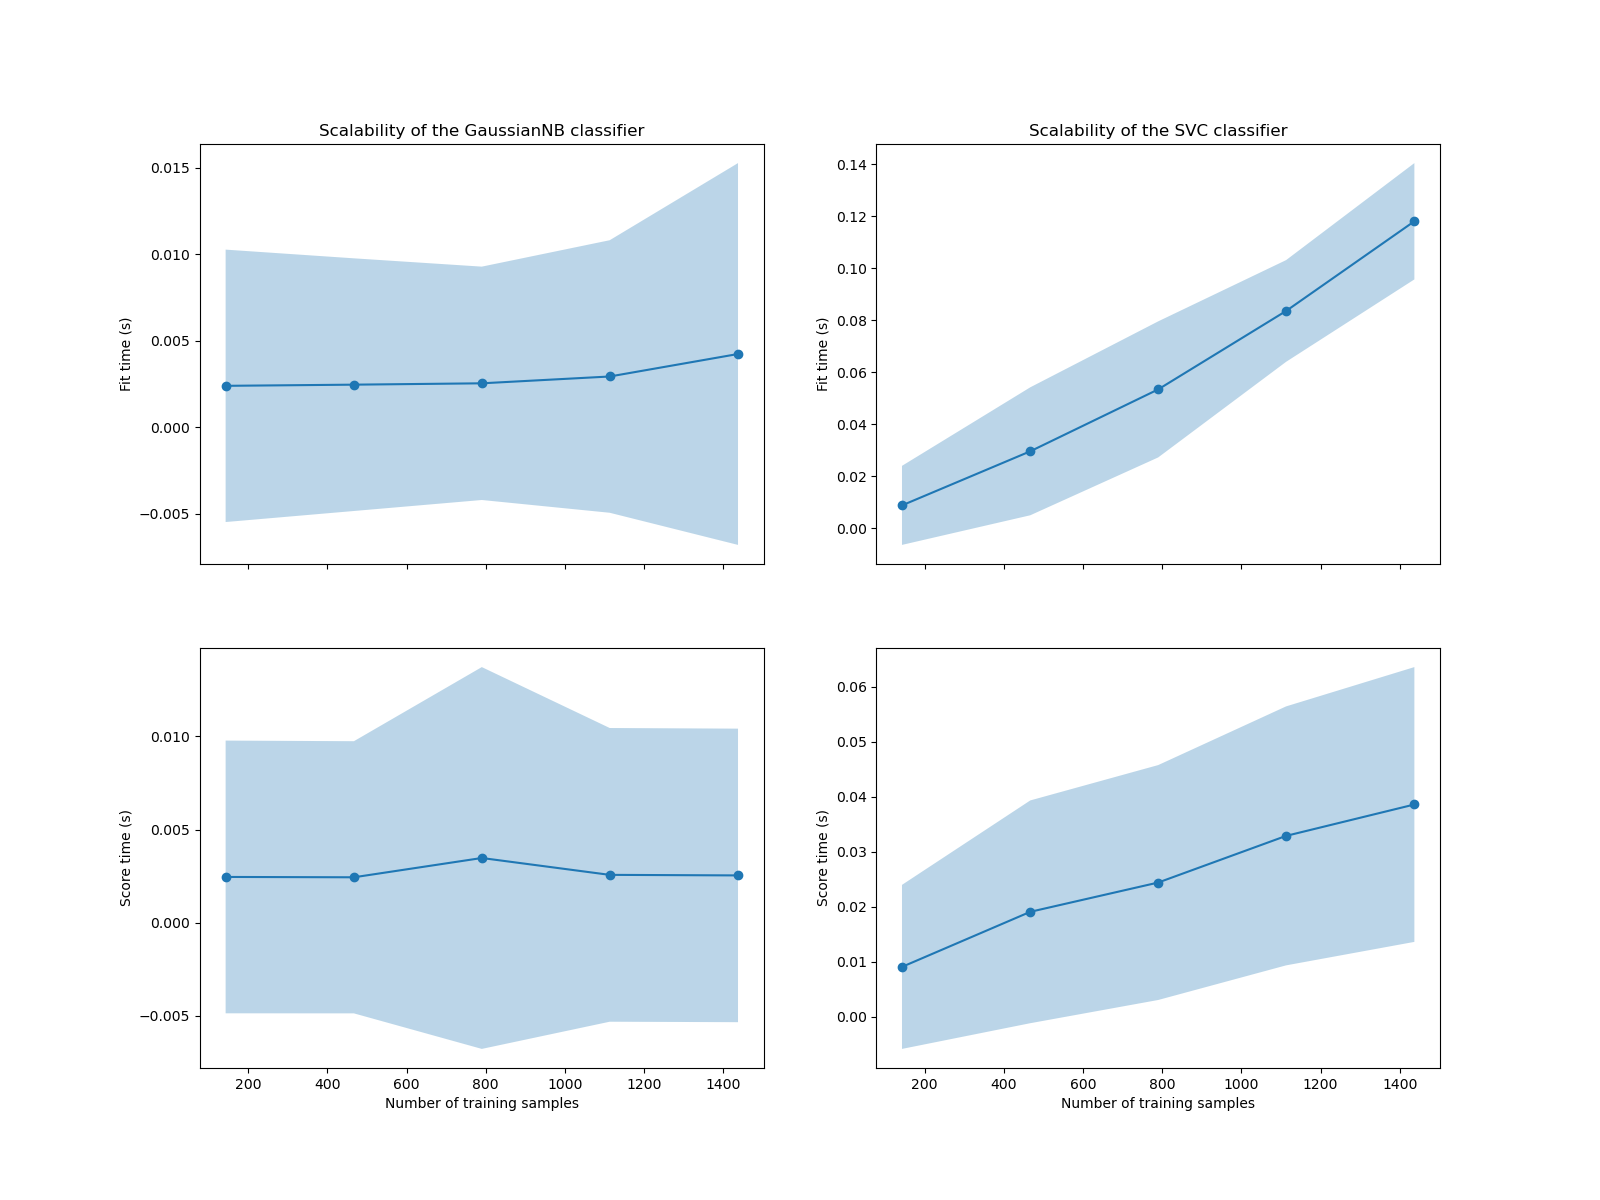 Scalability of the GaussianNB classifier
Fit time (s)
0.015
0.010
0.005
0.000
−0.005
Scalability of the SVC classifier
Fit time (s)
0.14
0.12
0.10
0.08
0.06
0.04
0.02
0.00
Score time (s)
0.010
0.005
0.000
−0.005
200 400 600 800 1000 1200 1400
Number of training samples
Score time (s)
0.06
0.05
0.04
0.03
0.02
0.01
0.00
200 400 600 800 1000 1200 1400
Number of training samples